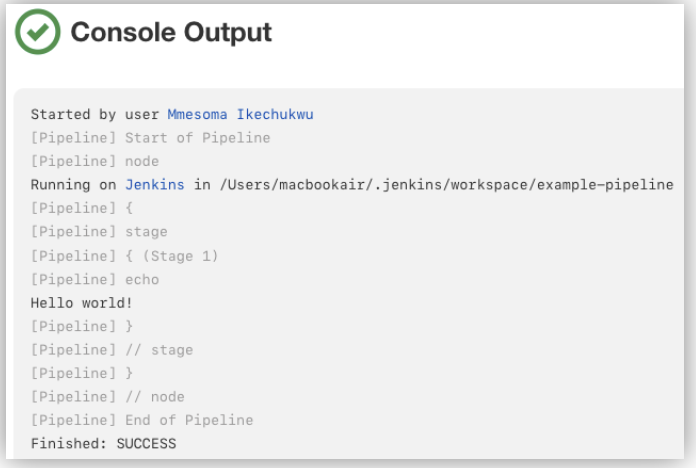 Console Output
Started by user Mmesoma Ikechukwu
[Pipeline] Start of Pipeline
[Pipeline] node
Running on Jenkins in /Users/macbookair/.jenkins/workspace/example-pipeline
[Pipeline] {
[Pipeline] stage
[Pipeline] { (Stage 1)
[Pipeline] echo
Hello world!
[Pipeline] }
[Pipeline] // stage
[Pipeline] }
[Pipeline] // node
[Pipeline] End of Pipeline
Finished: SUCCESS